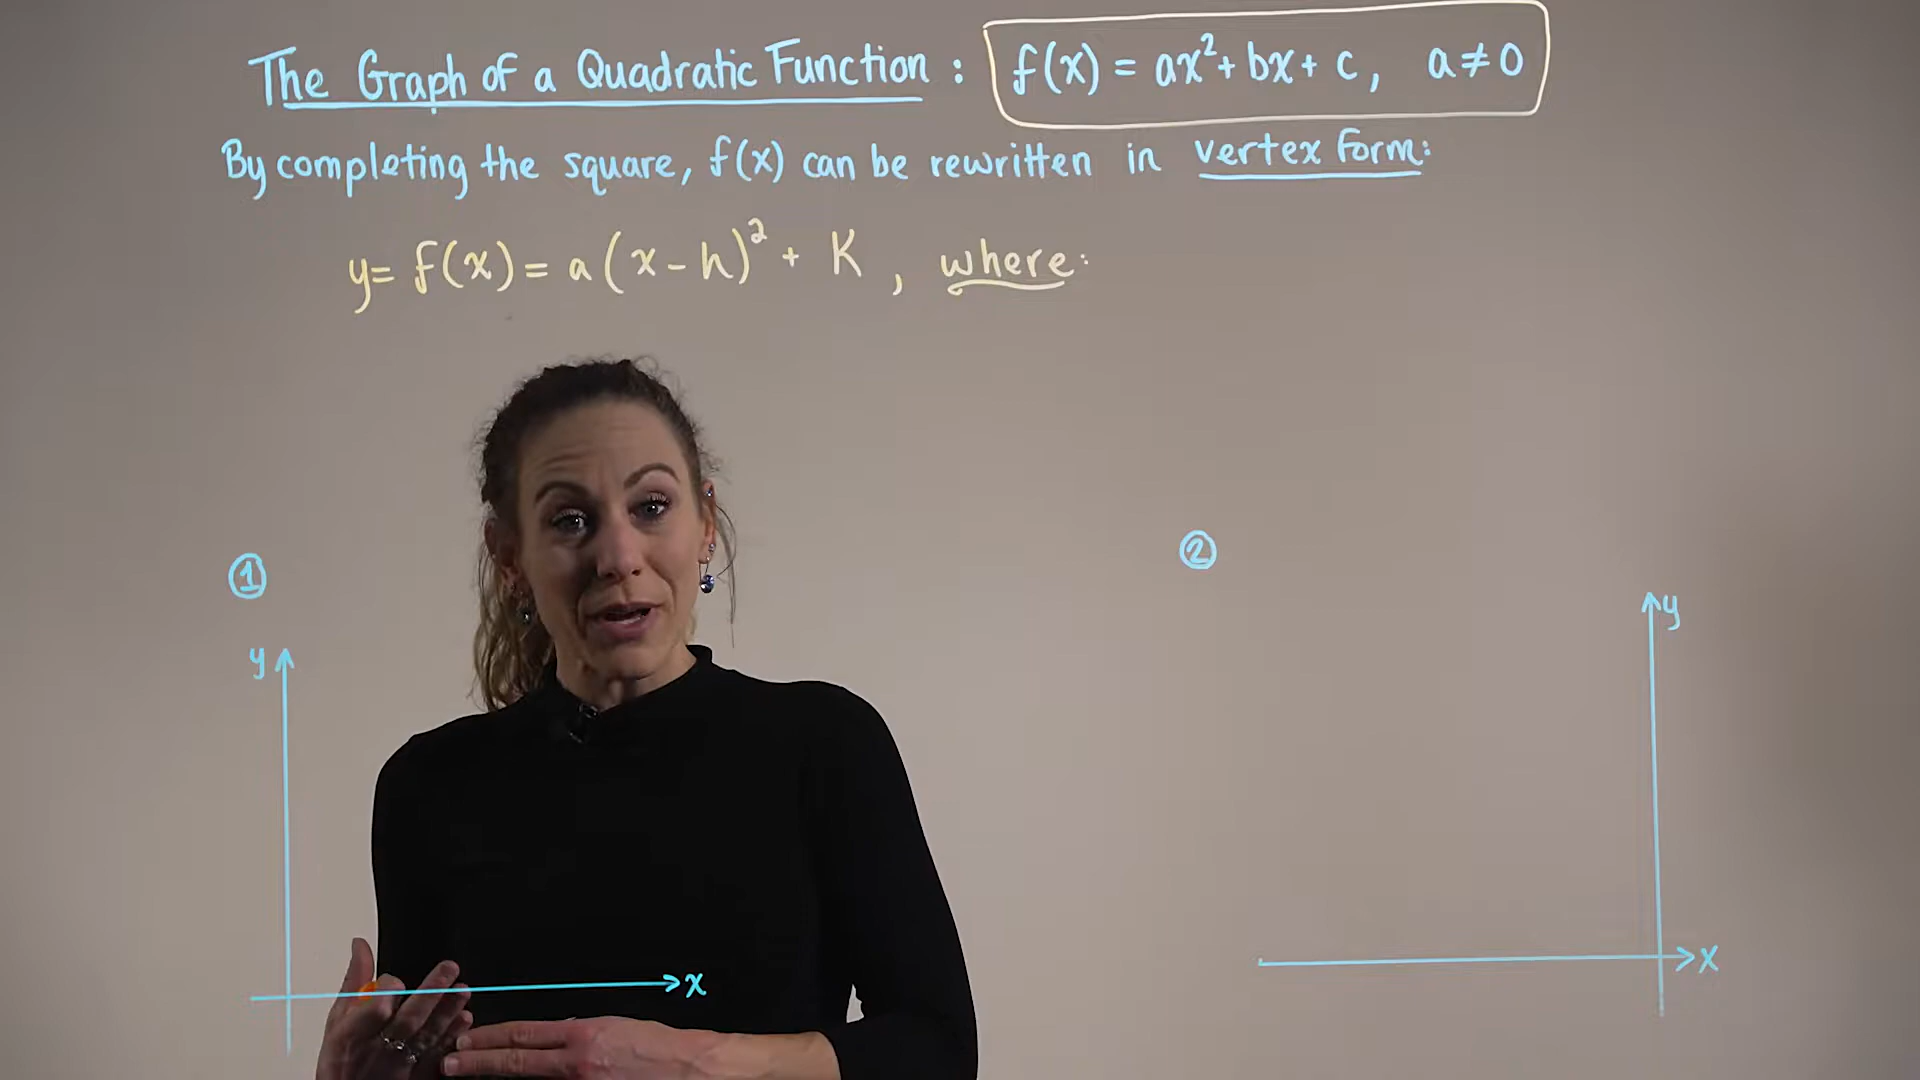 The Graph of a Quadratic Function: f(x) = ax²+bx+c, a≠0
By completing the square, f(x) can be rewritten in vertex form:
y= f(x) = a(x-h)² + K, where:
①
②
y
x
y
x